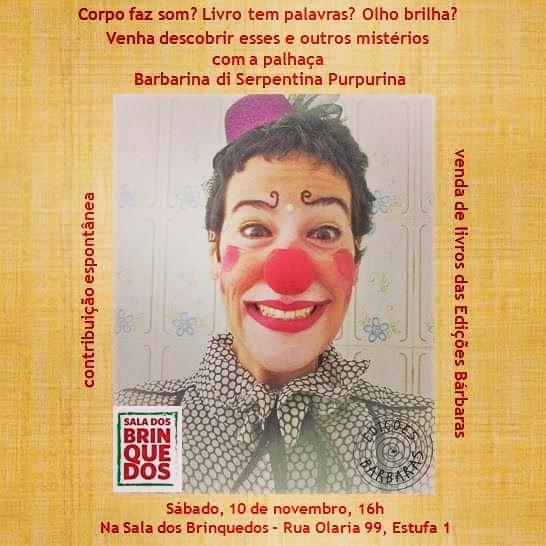 Corpo faz som? Livro tem palavras? Olho brilha?
Venha descobrir esses e outros mistérios
com a palhaça
Barbarina di Serpentina Purpurina
contribuição espontânea
venda de livros das Edições Bárbaras
SALA DOS
BRIN
QUE
DOS
EDIÇÕES
BÁRBARAS
Sábado, 10 de novembro, 16h
Na Sala dos Brinquedos - Rua Olaria 99, Estufa 1